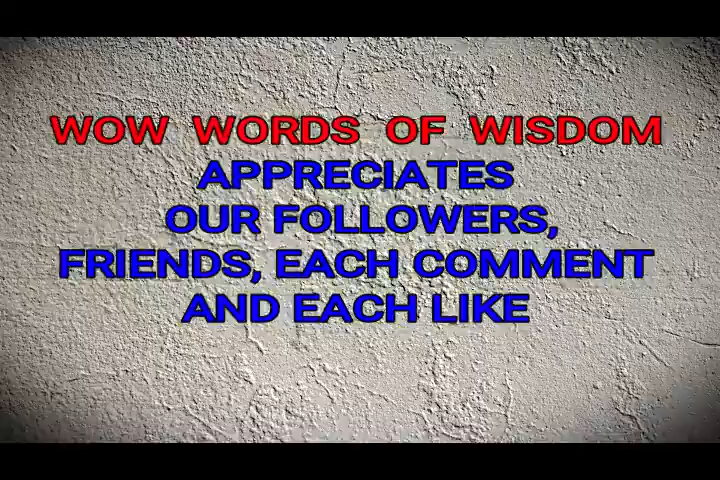 WOW WORDS OF WISDOM
APPRECIATES
OUR FOLLOWERS,
FRIENDS, EACH COMMENT
AND EACH LIKE